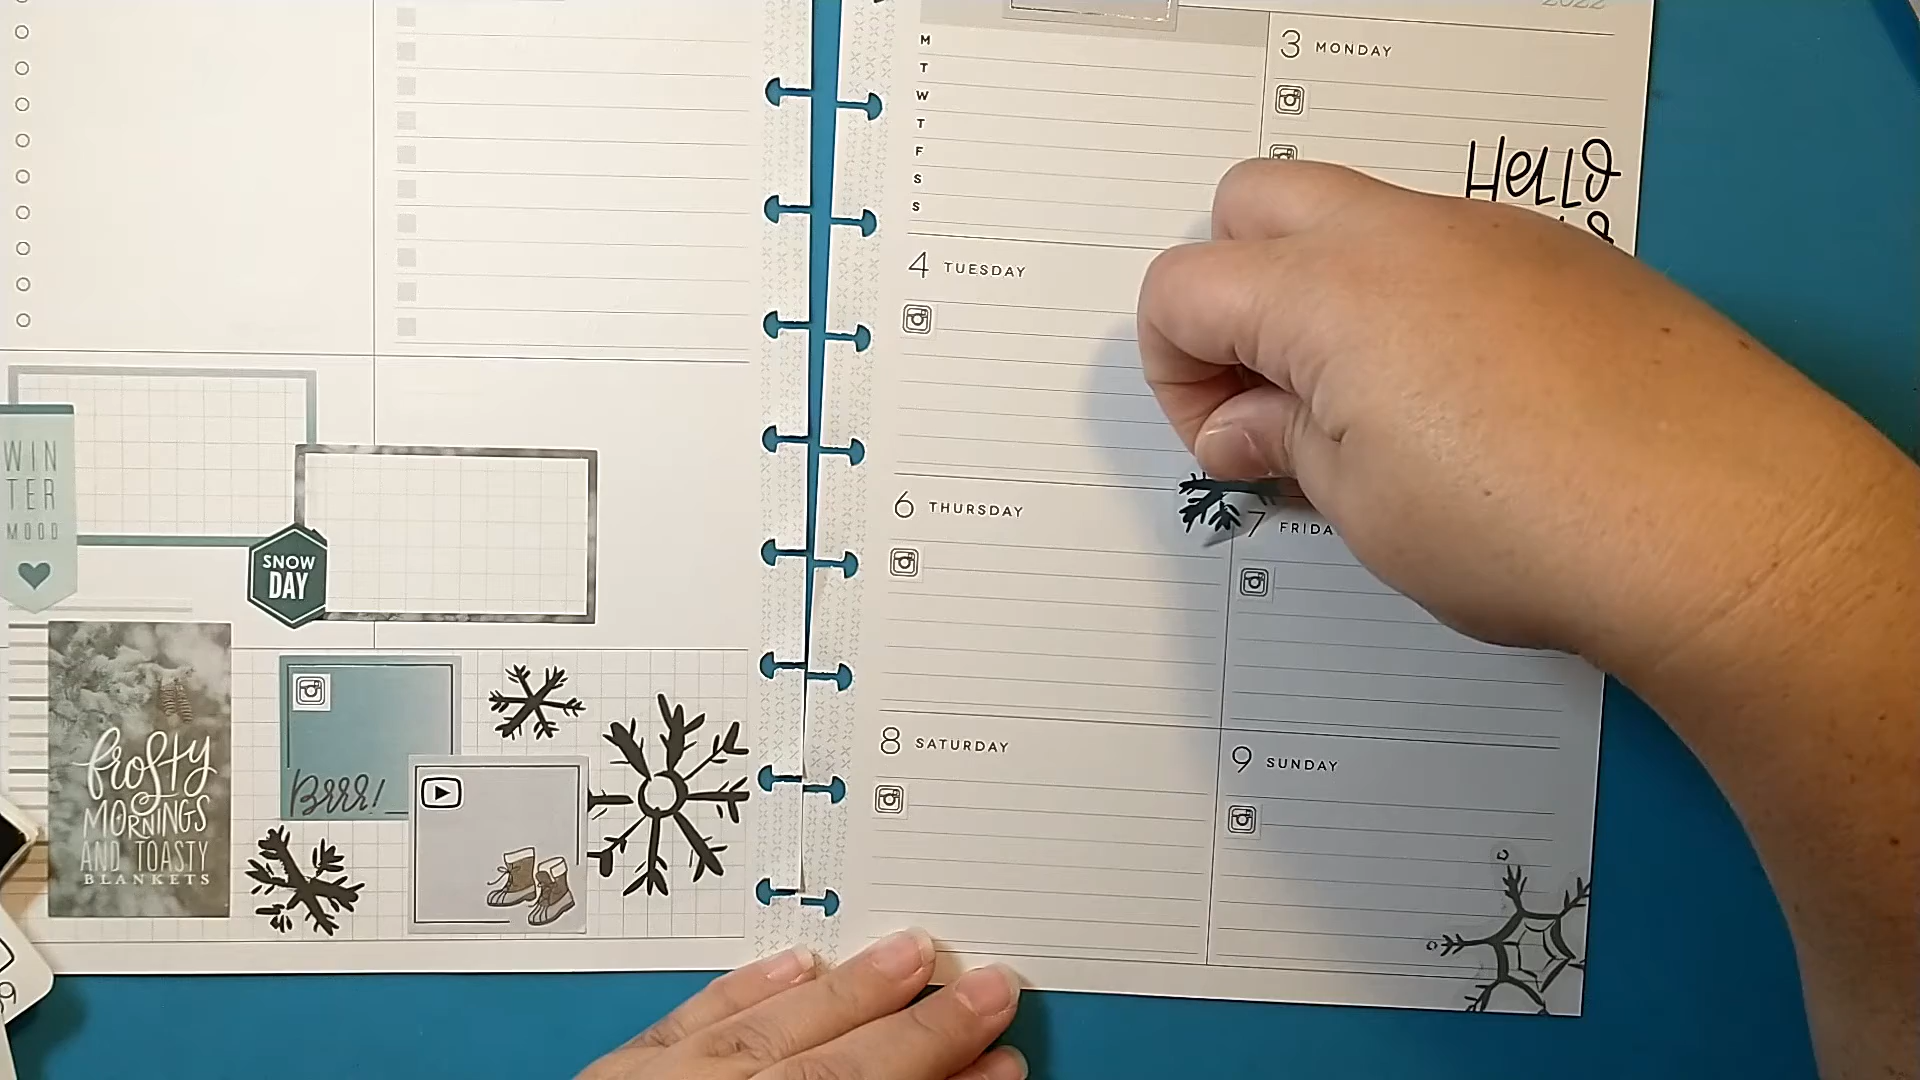 WIN
TER
MOOD
SNOW
DAY
frosty
MORNINGS
AND TOASTY
BLANKETS
Brrr!
2022
M
T
W
T
F
S
S
3 MONDAY
HELLO
4 TUESDAY
6 THURSDAY
7 FRIDA
8 SATURDAY
9 SUNDAY